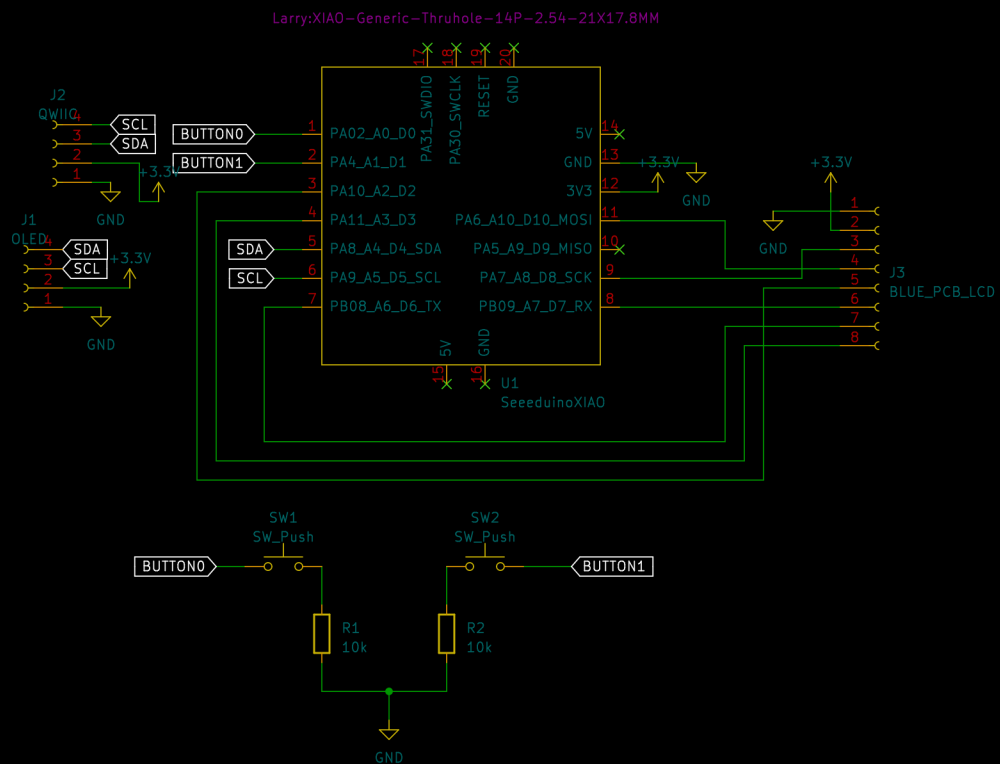 Larry:XIAO-Generic-Thruhole-14P-2.54-21X17.8MM
17
18
19
20
PA31_SWDIO
PA30_SWCLK
RESET
GND
J2
QWIIC
4
SCL
3
SDA
2
+3.3V
1
GND
J1
OLED
4
SDA
3
SCL
2
+3.3V
1
GND
BUTTON0
1
PA02_A0_D0
BUTTON1
2
PA4_A1_D1
3
PA10_A2_D2
4
PA11_A3_D3
SDA
5
PA8_A4_D4_SDA
SCL
6
PA9_A5_D5_SCL
7
PB08_A6_D6_TX
5V
14
GND
13
+3.3V
GND
3V3
12
PA6_A10_D10_MOSI
11
PA5_A9_D9_MISO
10
PA7_A8_D8_SCK
9
PB09_A7_D7_RX
8
5V
GND
15
16
U1
SeeeduinoXIAO
+3.3V
GND
1
2
3
4
5
6
7
8
J3
BLUE_PCB_LCD
SW1
SW_Push
BUTTON0
SW2
SW_Push
BUTTON1
R1
10k
R2
10k
GND